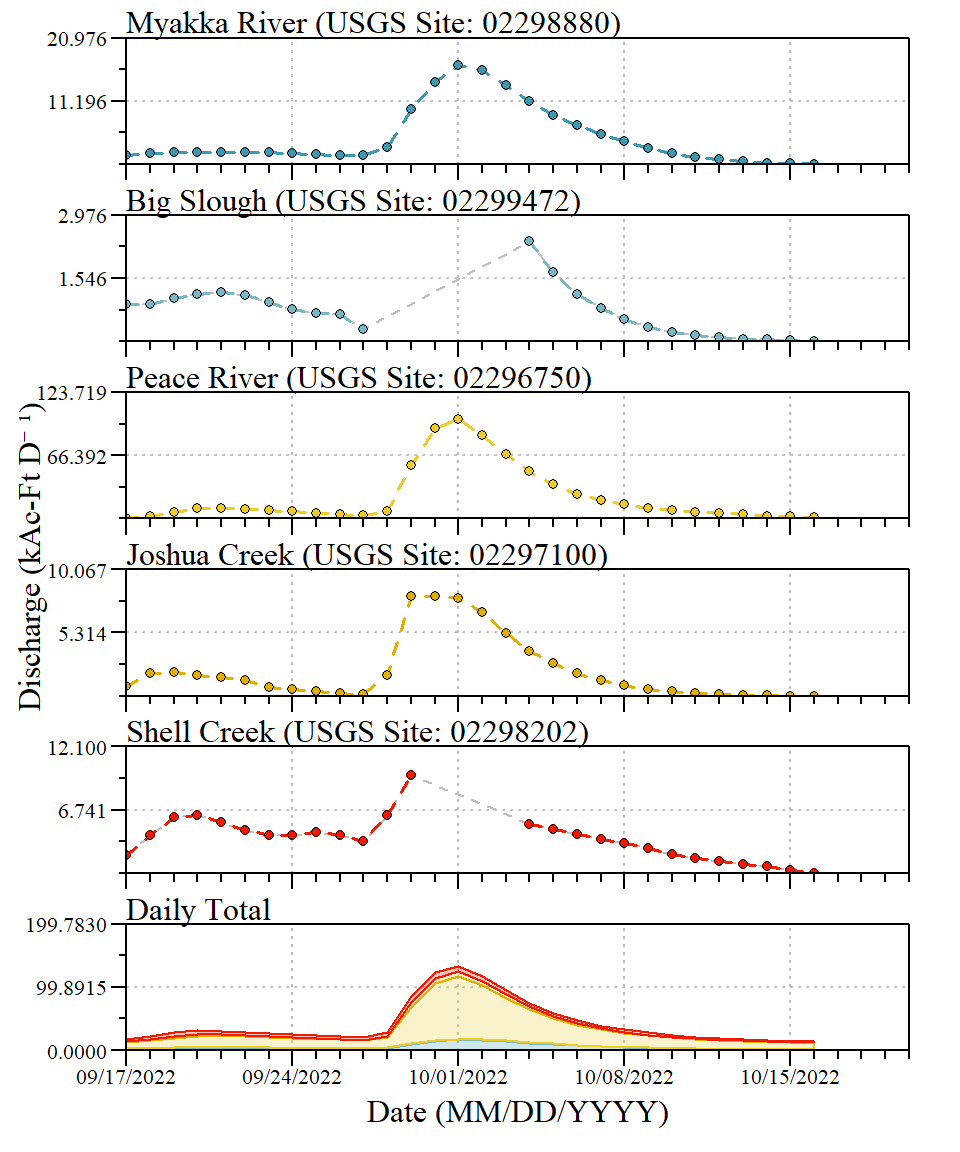 Myakka River (USGS Site: 02298880)
20.976
11.196
Big Slough (USGS Site: 02299472)
2.976
1.546
Peace River (USGS Site: 02296750)
123.719
66.392
Discharge (kAc-Ft D⁻¹)
Joshua Creek (USGS Site: 02297100)
10.067
5.314
Shell Creek (USGS Site: 02298202)
12.100
6.741
Daily Total
199.7830
99.8915
0.0000
09/17/2022 09/24/2022 10/01/2022 10/08/2022 10/15/2022
Date (MM/DD/YYYY)